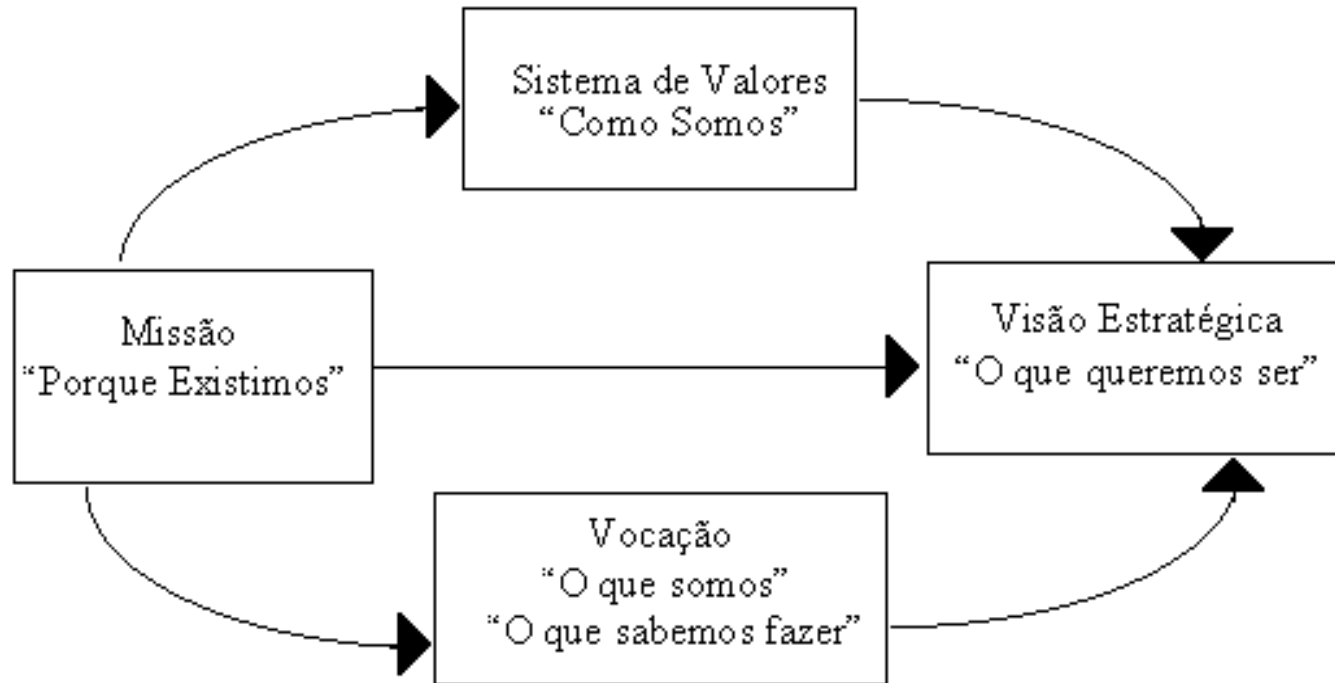 Sistema de Valores
“Como Somos”
Missão
“Porque Existimos”
Visão Estratégica
“O que queremos ser”
Vocação
“O que somos”
“O que sabemos fazer”